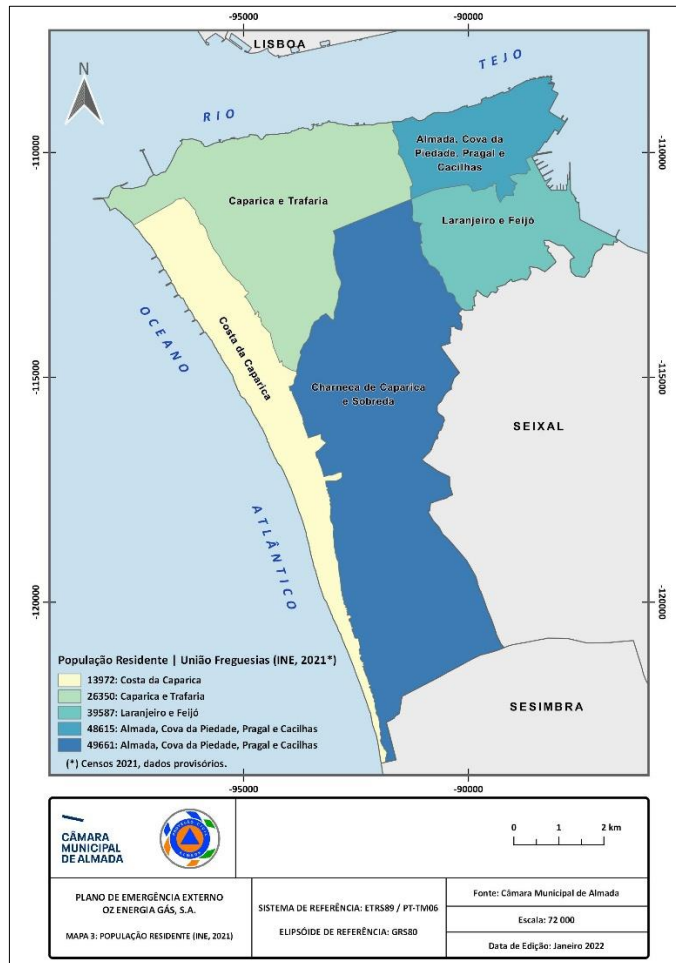 -95000
-90000
LISBOA
N
TEJO
RIO
-110000
-110000
Almada, Cova da
Piedade, Pragal e
Cacilhas
Caparica e Trafaria
Laranjeiro e Feijó
OCEANO
Costa da Caparica
-115000
-115000
Charneca de Caparica
e Sobreda
SEIXAL
ATLÂNTICO
-120000
-120000
População Residente | União Freguesias (INE, 2021*)
13972: Costa da Caparica
26350: Caparica e Trafaria
39587: Laranjeiro e Feijó
48615: Almada, Cova da Piedade, Pragal e Cacilhas
49661: Almada, Cova da Piedade, Pragal e Cacilhas
(*) Censos 2021, dados provisórios.
SESIMBRA
-95000
-90000
CÂMARA
MUNICIPAL
DE ALMADA
0 1 2 km
PLANO DE EMERGÊNCIA EXTERNO
OZ ENERGIA GÁS, S.A.
MAPA 3: POPULAÇÃO RESIDENTE (INE, 2021)
SISTEMA DE REFERÊNCIA: ETRS89 / PT-TM06
ELIPSÓIDE DE REFERÊNCIA: GRS80
Fonte: Câmara Municipal de Almada
Escala: 72 000
Data de Edição: Janeiro 2022